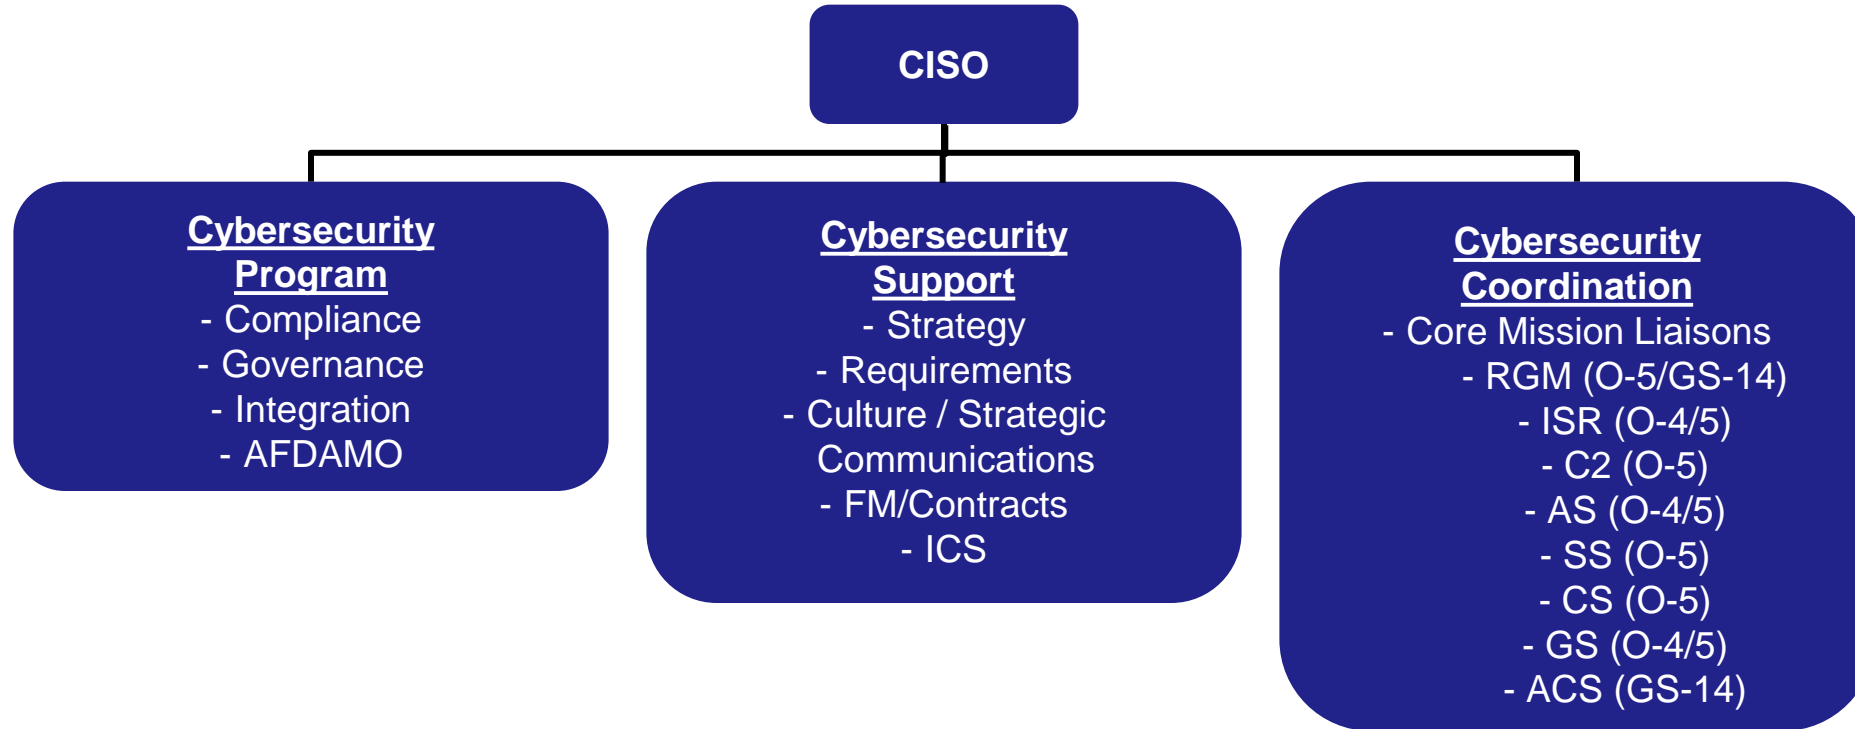 CISO
Cybersecurity
Program
- Compliance
- Governance
- Integration
- AFDAMO
Cybersecurity
Support
- Strategy
- Requirements
- Culture / Strategic
Communications
- FM/Contracts
- ICS
Cybersecurity
Coordination
- Core Mission Liaisons
- RGM (O-5/GS-14)
- ISR (O-4/5)
- C2 (O-5)
- AS (O-4/5)
- SS (O-5)
- CS (O-5)
- GS (O-4/5)
- ACS (GS-14)